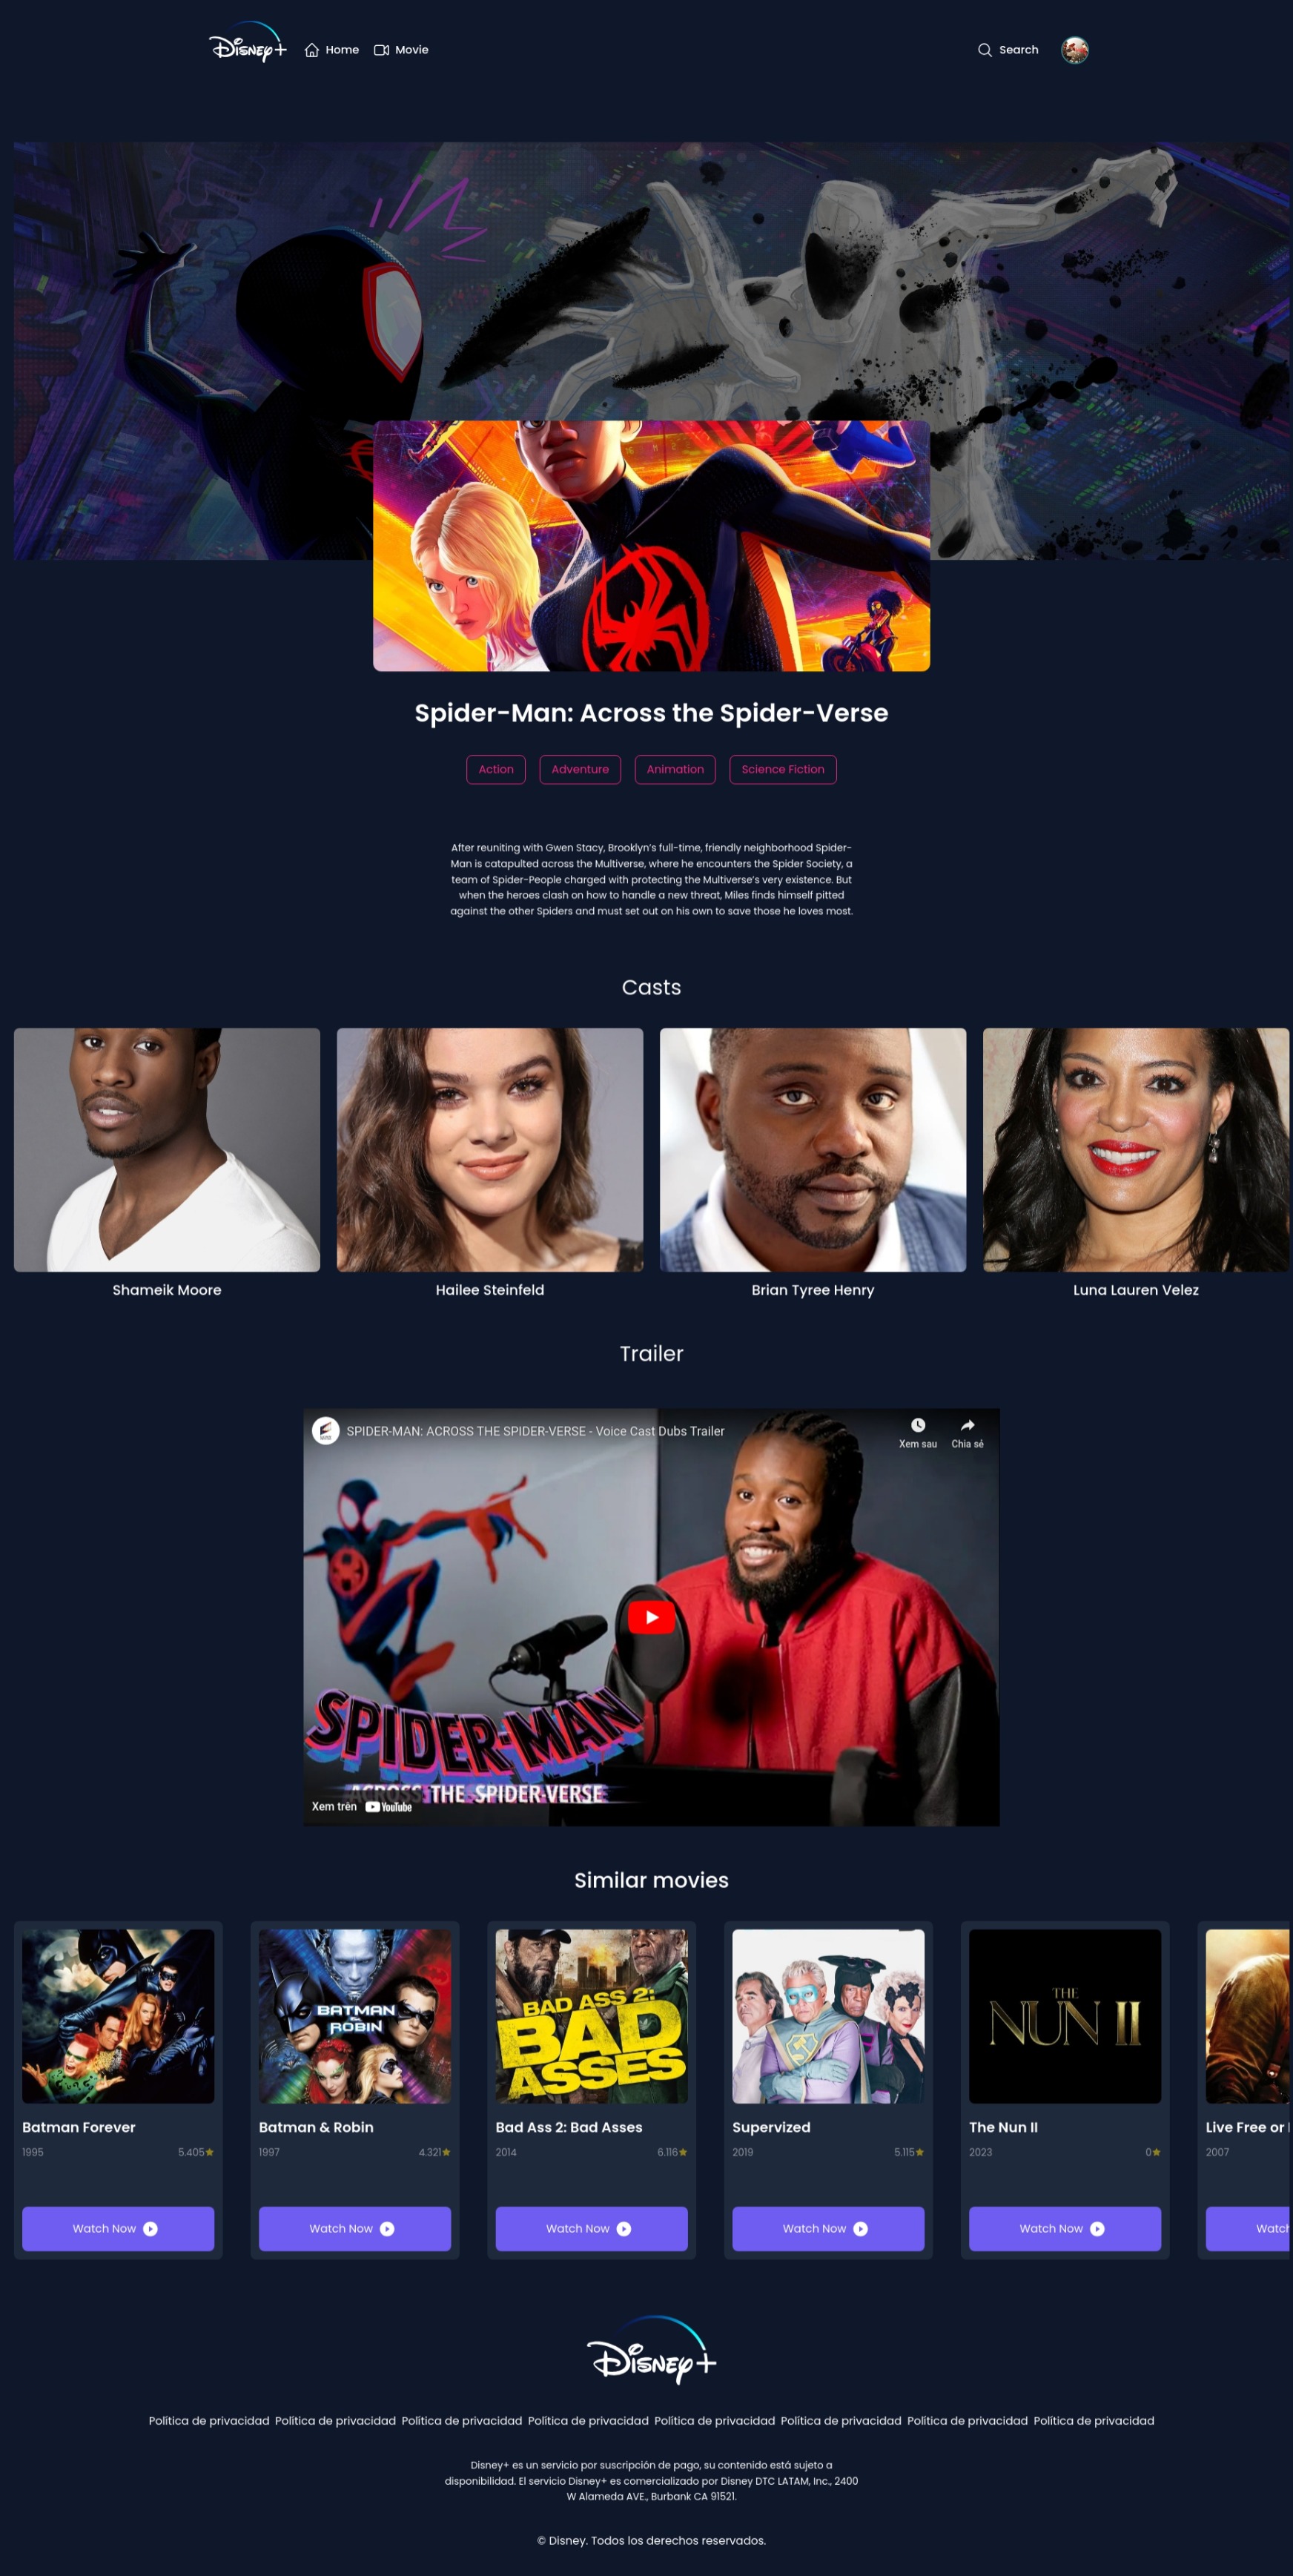 Disney+
Home
Movie
Search
Spider-Man: Across the Spider-Verse
Action
Adventure
Animation
Science Fiction
After reuniting with Gwen Stacy, Brooklyn's full-time, friendly neighborhood Spider-
Man is catapulted across the Multiverse, where he encounters the Spider Society, a
team of Spider-People charged with protecting the Multiverse's very existence. But
when the heroes clash on how to handle a new threat, Miles finds himself pitted
against the other Spiders and must set out on his own to save those he loves most.
Casts
Shameik Moore
Hailee Steinfeld
Brian Tyree Henry
Luna Lauren Velez
Trailer
SPIDER-MAN: ACROSS THE SPIDER-VERSE - Voice Cast Dubs Trailer
Xem sau
Chia sẻ
SPIDER-MAN
ACROSS THE SPIDER-VERSE
Xem trên YouTube
Similar movies
BATMAN
&
ROBIN
BAD ASS 2:
BAD
ASSES
THE
NUN II
Batman Forever
1995
5.405
Watch Now
Batman & Robin
1997
4.321
Watch Now
Bad Ass 2: Bad Asses
2014
6.116
Watch Now
Supervized
2019
5.115
Watch Now
The Nun II
2023
0
Watch Now
Live Free or
2007
Watch
Disney+
Política de privacidad Política de privacidad Política de privacidad Política de privacidad Política de privacidad Política de privacidad Política de privacidad Política de privacidad
Disney+ es un servicio por suscripción de pago, su contenido está sujeto a
disponibilidad. El servicio Disney+ es comercializado por Disney DTC LATAM, Inc., 2400
W Alameda AVE., Burbank CA 91521.
© Disney. Todos los derechos reservados.